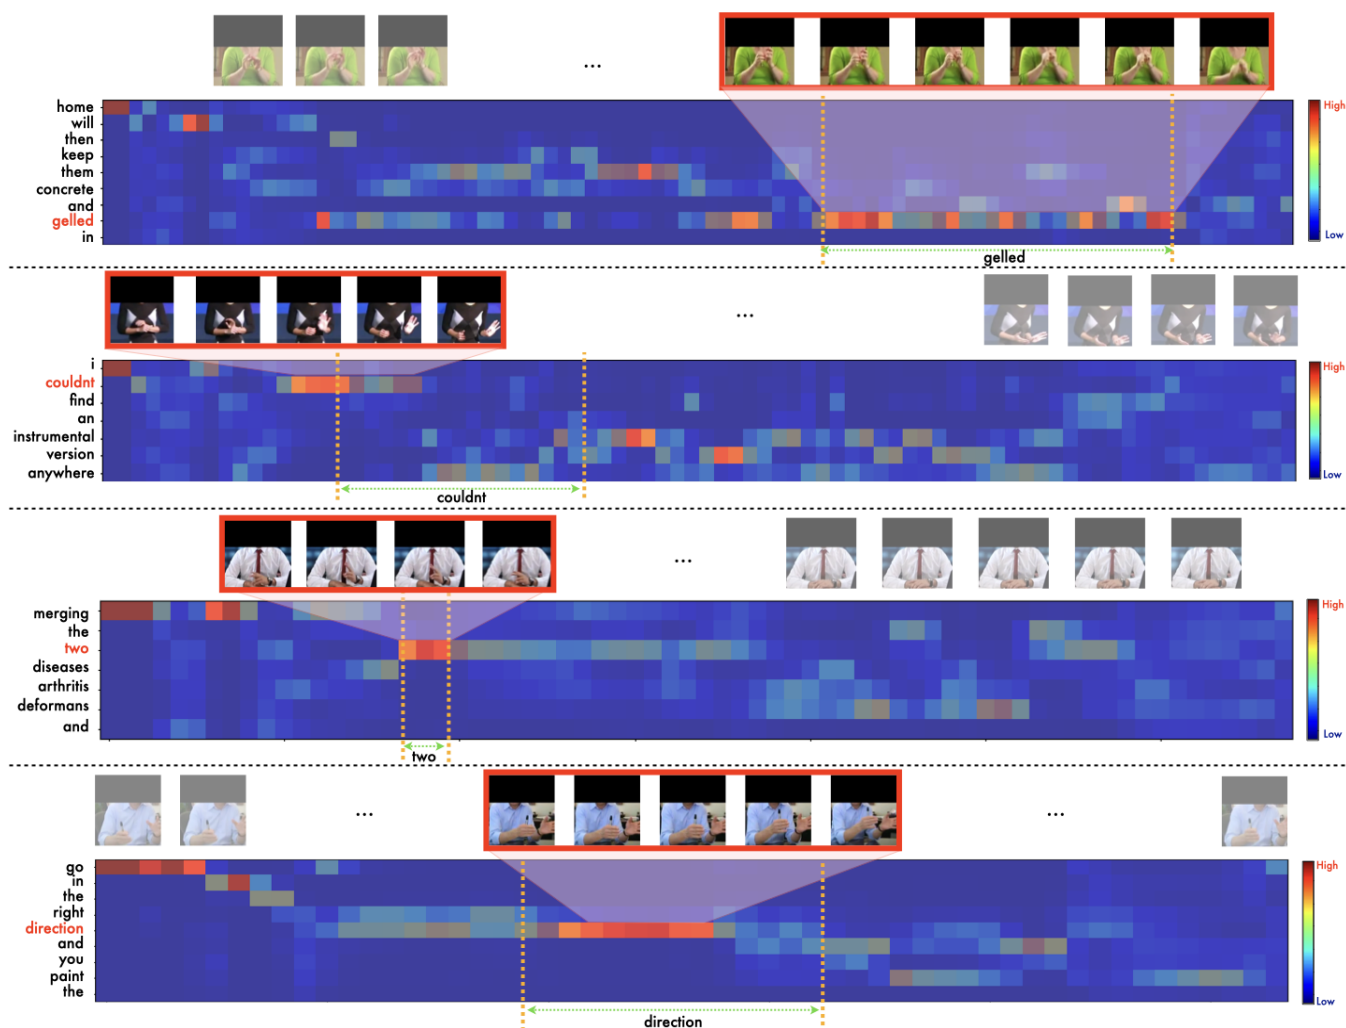 ...
home
will
then
keep
them
concrete
and
gelled
in
High
Low
gelled
...
i
couldnt
find
an
instrumental
version
anywhere
High
Low
couldnt
...
merging
the
two
diseases
arthritis
deformans
and
High
Low
two
...
...
go
in
the
right
direction
and
you
paint
the
High
Low
direction